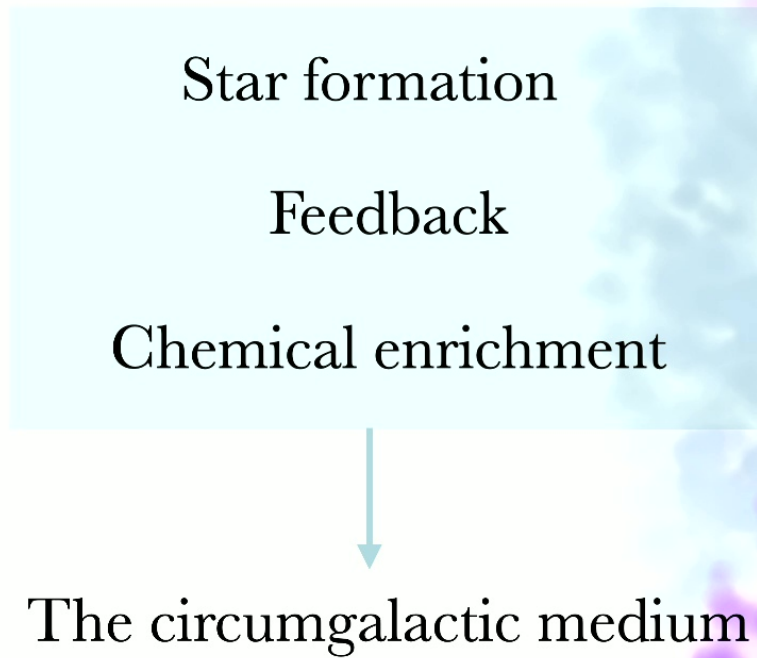 Star formation
Feedback
Chemical enrichment
The circumgalactic medium